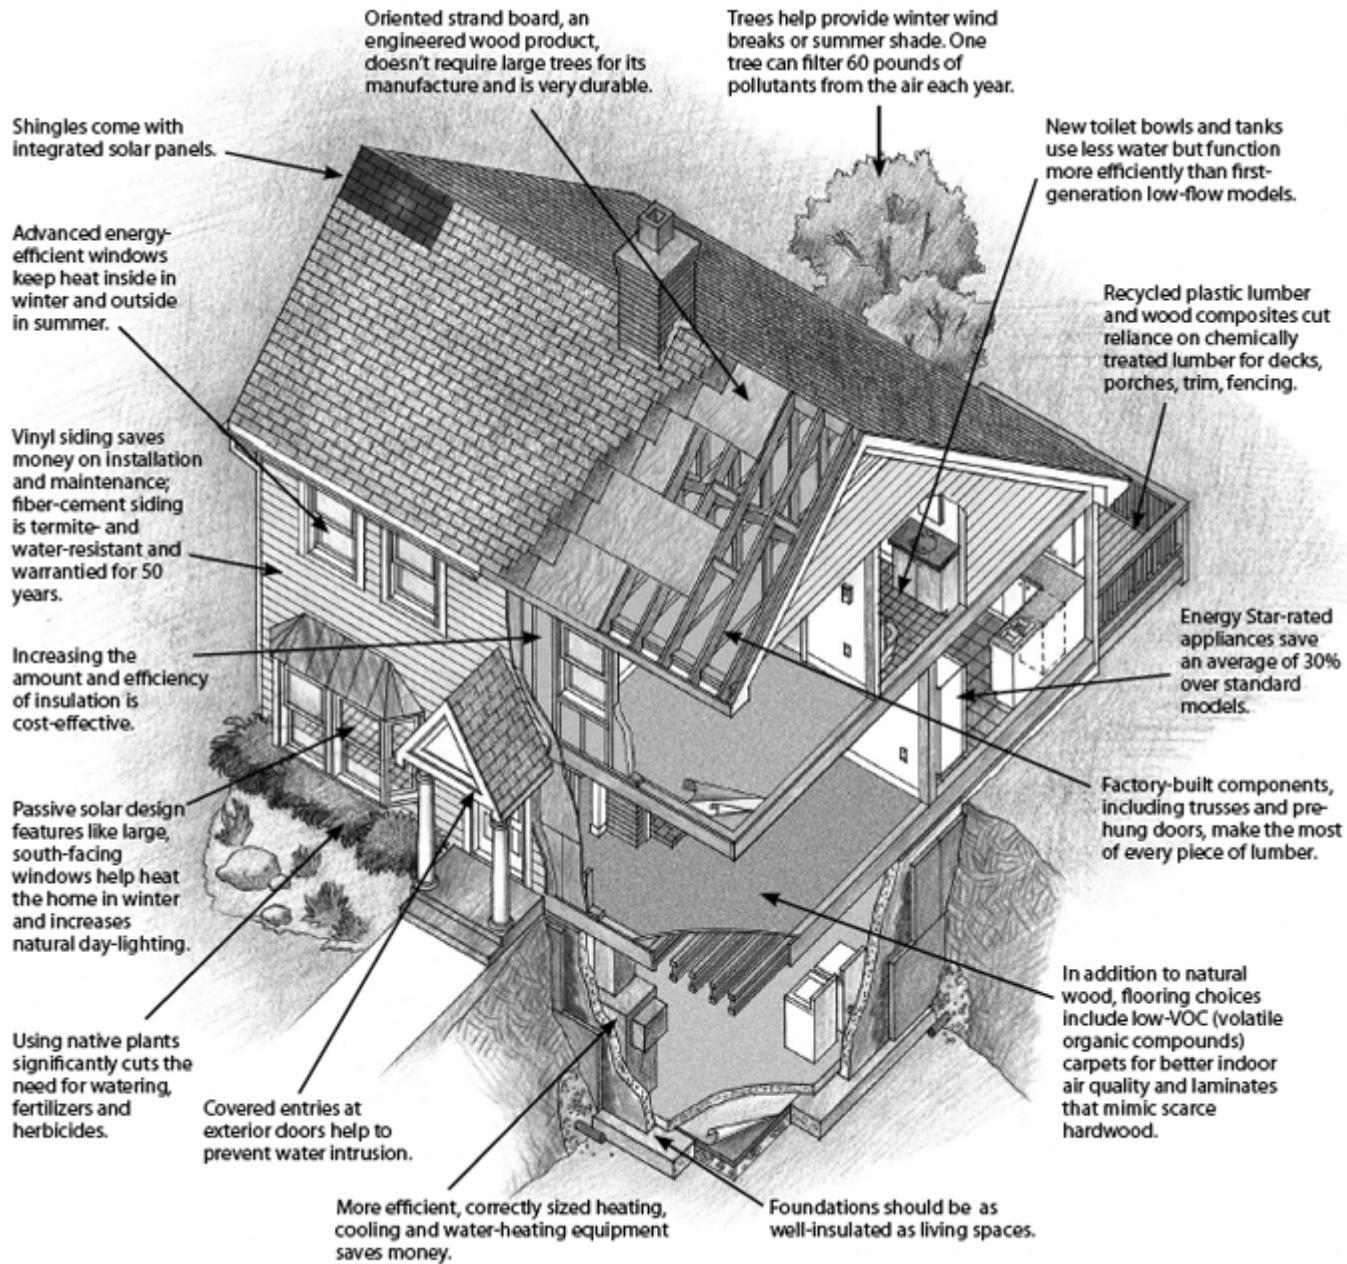 Oriented strand board, an
engineered wood product,
doesn't require large trees for its
manufacture and is very durable.
Trees help provide winter wind
breaks or summer shade. One
tree can filter 60 pounds of
pollutants from the air each year.
Shingles come with
integrated solar panels.
New toilet bowls and tanks
use less water but function
more efficiently than first-
generation low-flow models.
Advanced energy-
efficient windows
keep heat inside in
winter and outside
in summer.
Recycled plastic lumber
and wood composites cut
reliance on chemically
treated lumber for decks,
porches, trim, fencing.
Vinyl siding saves
money on installation
and maintenance;
fiber-cement siding
is termite- and
water-resistant and
warrantied for 50
years.
Energy Star-rated
appliances save
an average of 30%
over standard
models.
Increasing the
amount and efficiency
of insulation is
cost-effective.
Factory-built components,
including trusses and pre-
hung doors, make the most
of every piece of lumber.
Passive solar design
features like large,
south-facing
windows help heat
the home in winter
and increases
natural day-lighting.
In addition to natural
wood, flooring choices
include low-VOC (volatile
organic compounds)
carpets for better indoor
air quality and laminates
that mimic scarce
hardwood.
Using native plants
significantly cuts the
need for watering,
fertilizers and
herbicides.
Covered entries at
exterior doors help to
prevent water intrusion.
More efficient, correctly sized heating,
cooling and water-heating equipment
saves money.
Foundations should be as
well-insulated as living spaces.